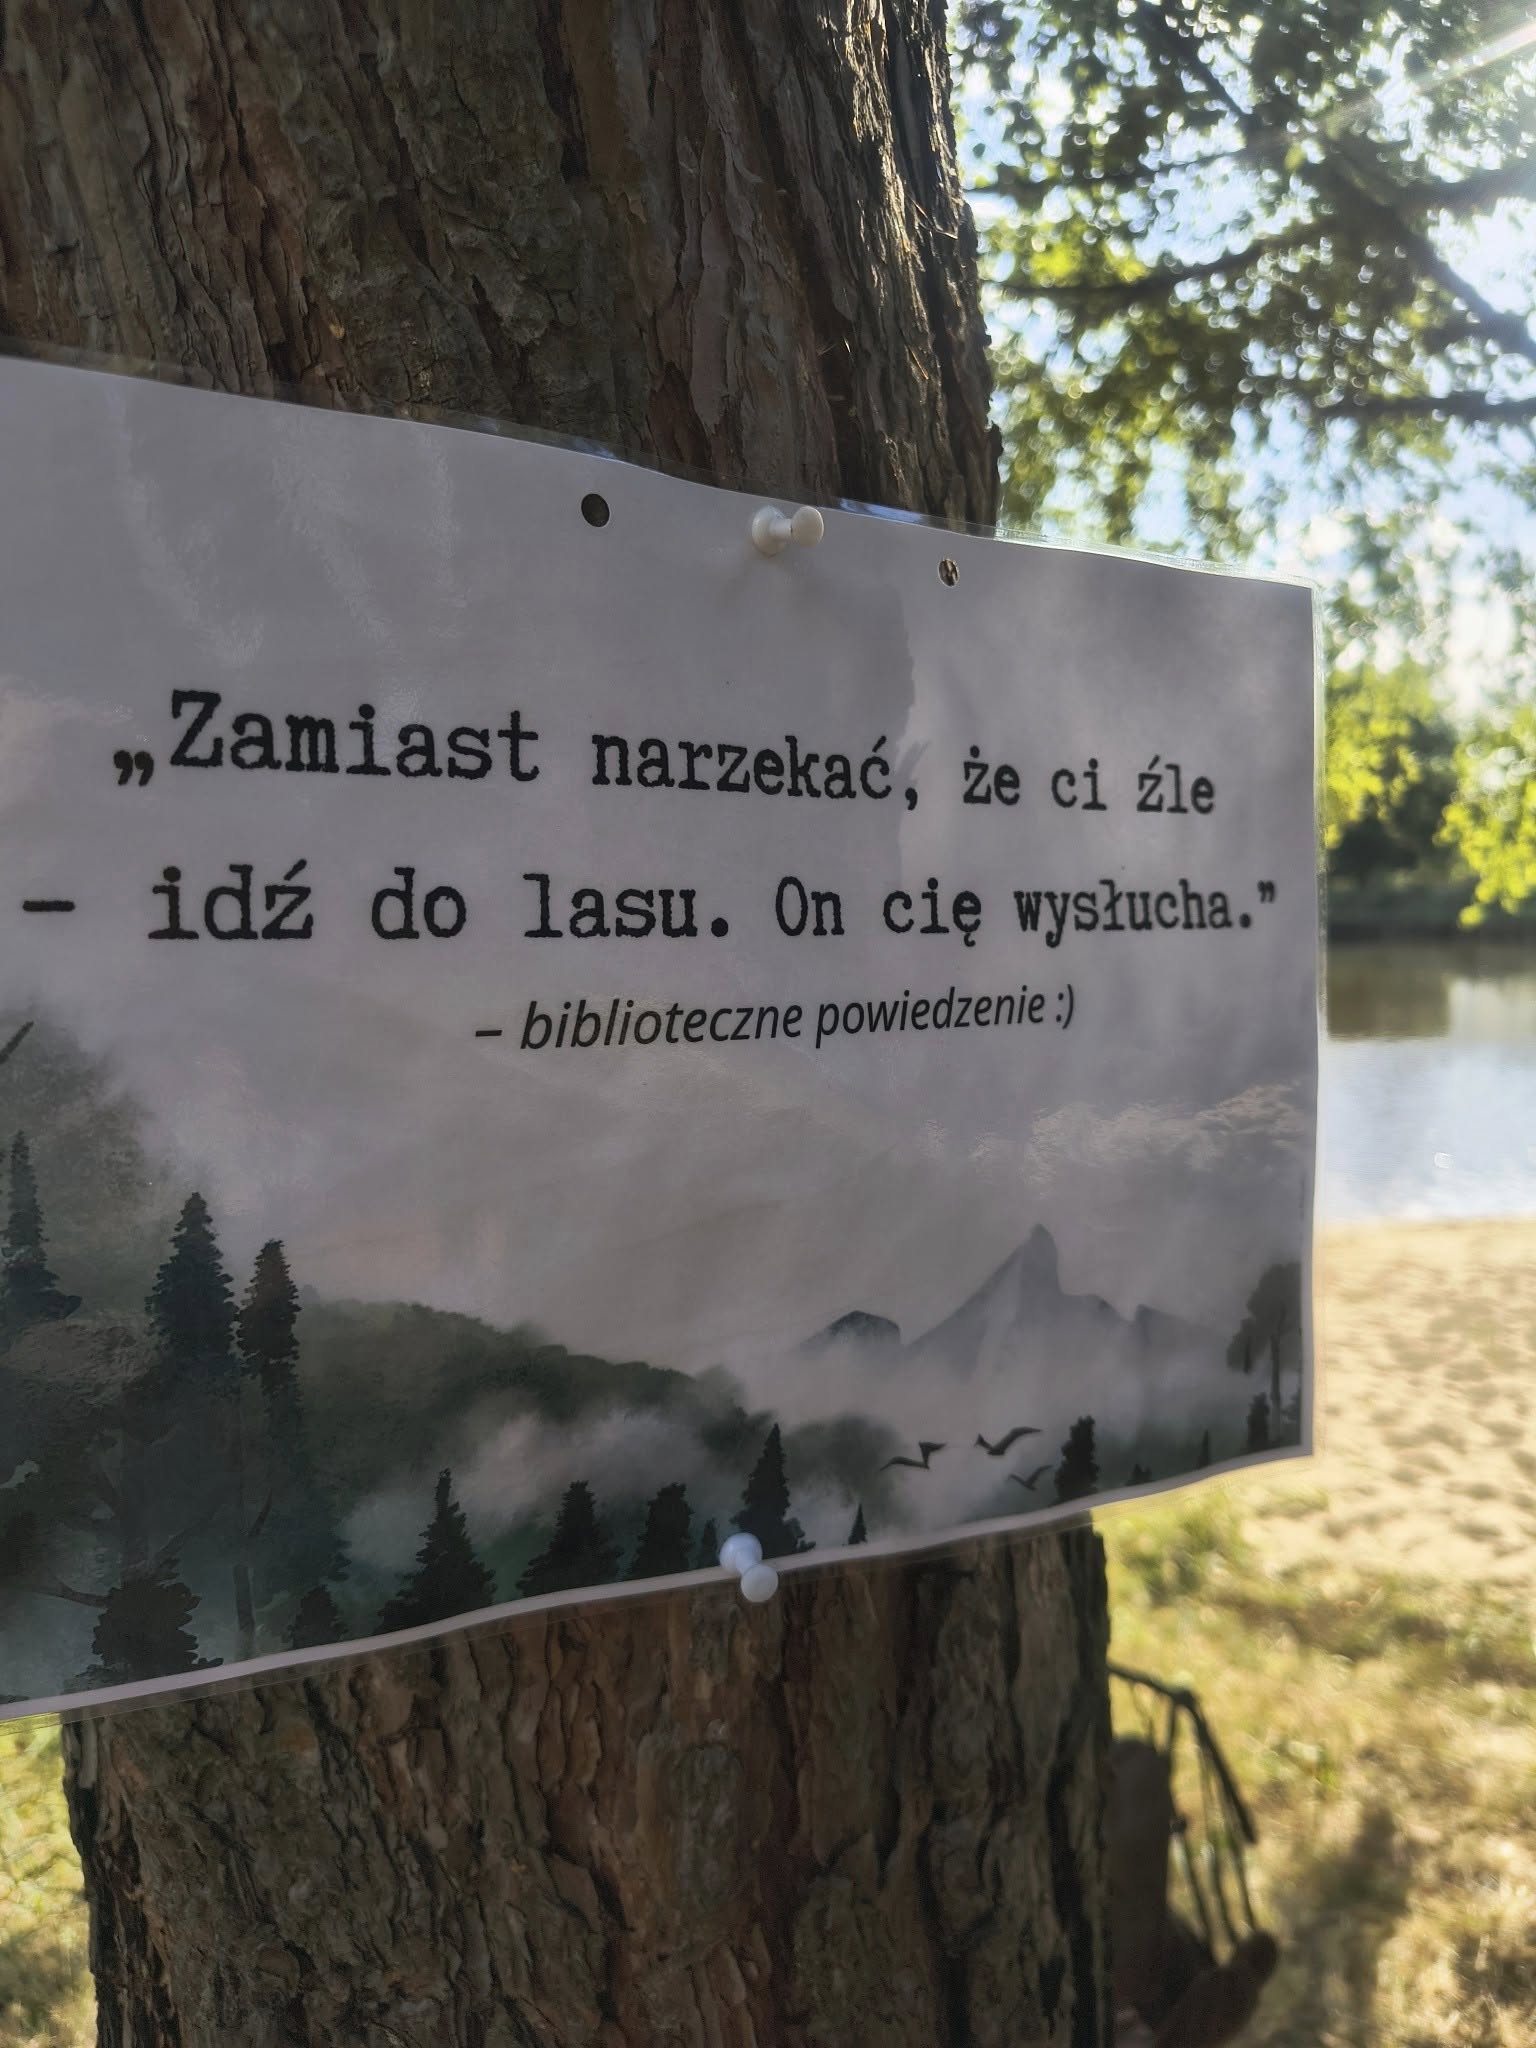 „Zamiast narzekać, że ci źle
– idź do lasu. On cię wysłucha.”
– biblioteczne powiedzenie :)